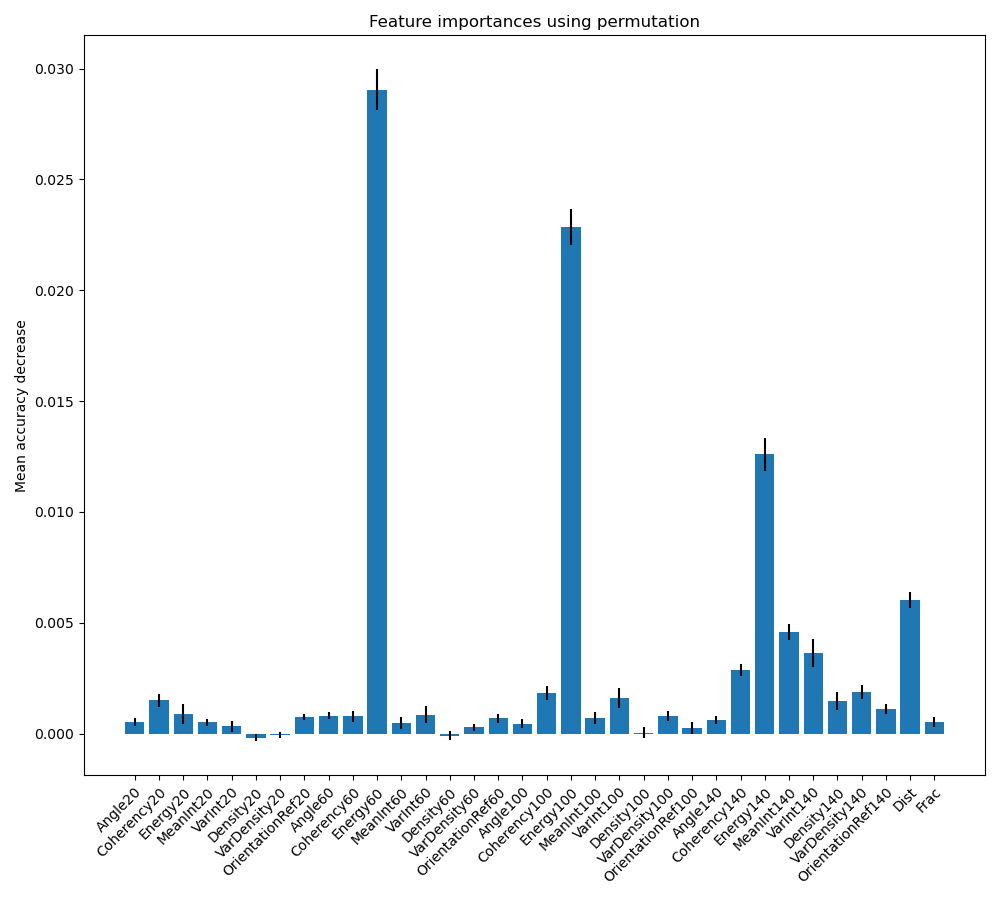 Feature importances using permutation
Mean accuracy decrease
0.030
0.025
0.020
0.015
0.010
0.005
0.000
Angle20
Coherency20
Energy20
MeanInt20
VarInt20
Density20
VarDensity20
OrientationRef20
Angle60
Coherency60
Energy60
MeanInt60
VarInt60
Density60
VarDensity60
OrientationRef60
Angle100
Coherency100
Energy100
MeanInt100
VarInt100
Density100
VarDensity100
OrientationRef100
Angle140
Coherency140
Energy140
MeanInt140
VarInt140
Density140
VarDensity140
OrientationRef140
Dist
Frac